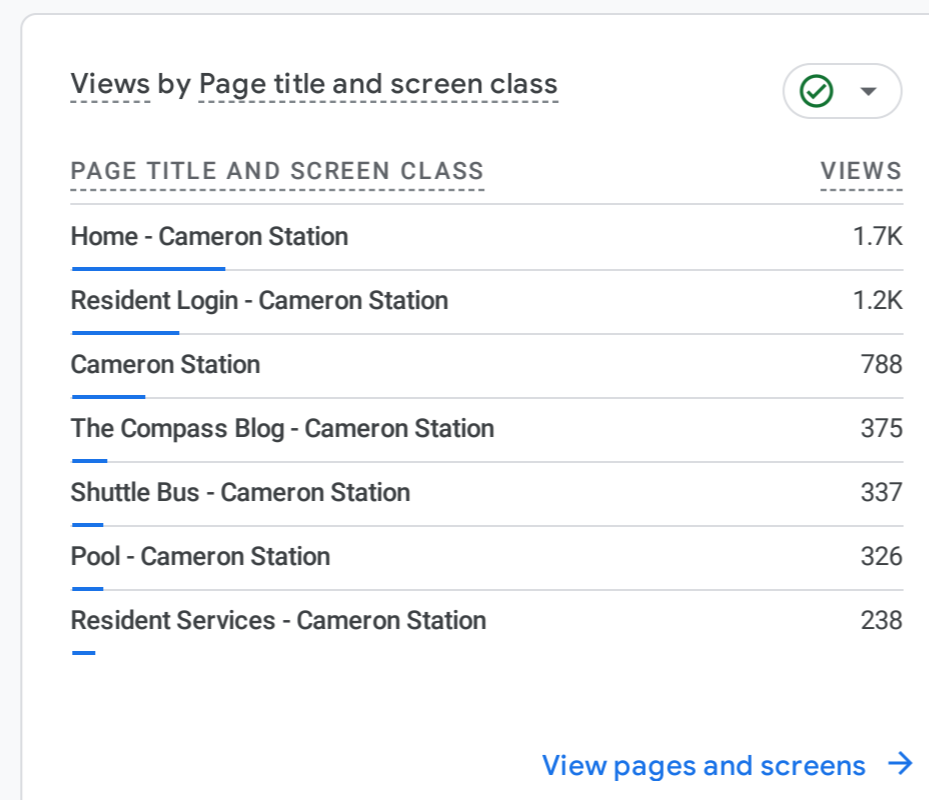 Views by Page title and screen class
PAGE TITLE AND SCREEN CLASS VIEWS
Home - Cameron Station 1.7K
Resident Login - Cameron Station 1.2K
Cameron Station 788
The Compass Blog - Cameron Station 375
Shuttle Bus - Cameron Station 337
Pool - Cameron Station 326
Resident Services - Cameron Station 238
View pages and screens